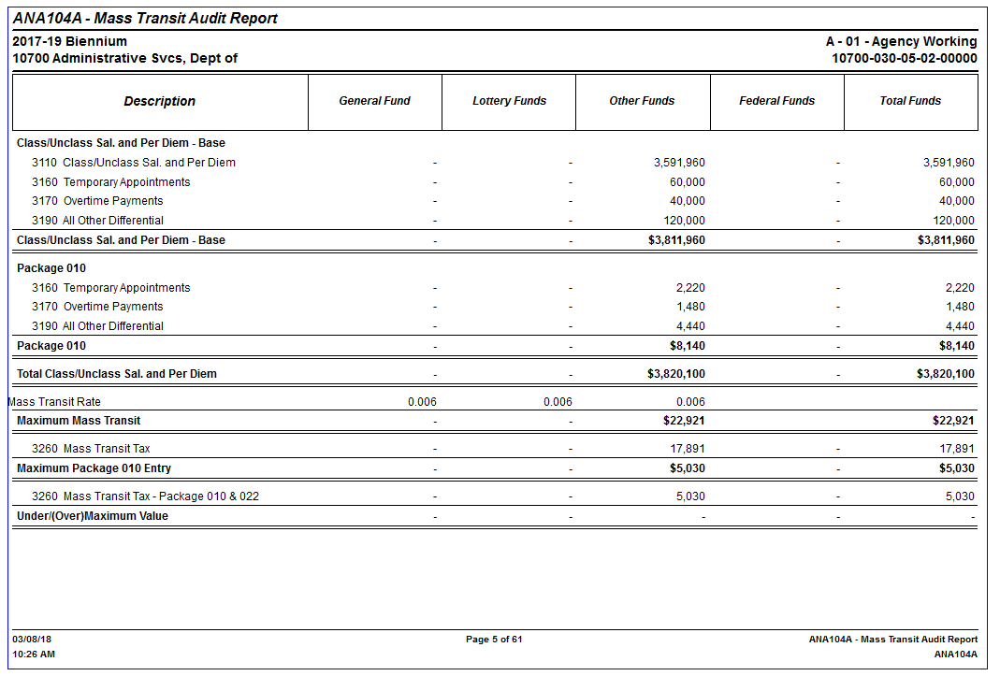 ANA104A - Mass Transit Audit Report
2017-19 Biennium A - 01 - Agency Working
10700 Administrative Svcs, Dept of 10700-030-05-02-00000
Description General Fund Lottery Funds Other Funds Federal Funds Total Funds
Class/Unclass Sal. and Per Diem - Base
3110 Class/Unclass Sal. and Per Diem - - 3,591,960 - 3,591,960
3160 Temporary Appointments - - 60,000 - 60,000
3170 Overtime Payments - - 40,000 - 40,000
3190 All Other Differential - - 120,000 - 120,000
Class/Unclass Sal. and Per Diem - Base - - $3,811,960 - $3,811,960
Package 010
3160 Temporary Appointments - - 2,220 - 2,220
3170 Overtime Payments - - 1,480 - 1,480
3190 All Other Differential - - 4,440 - 4,440
Package 010 - - $8,140 - $8,140
Total Class/Unclass Sal. and Per Diem - - $3,820,100 - $3,820,100
Mass Transit Rate 0.006 0.006 0.006
Maximum Mass Transit - - $22,921 $22,921
3260 Mass Transit Tax - - 17,891 - 17,891
Maximum Package 010 Entry - - $5,030 - $5,030
3260 Mass Transit Tax - Package 010 & 022 - - 5,030 - 5,030
Under/(Over)Maximum Value - - - - -
03/08/18 Page 5 of 61 ANA104A - Mass Transit Audit Report
10:26 AM ANA104A